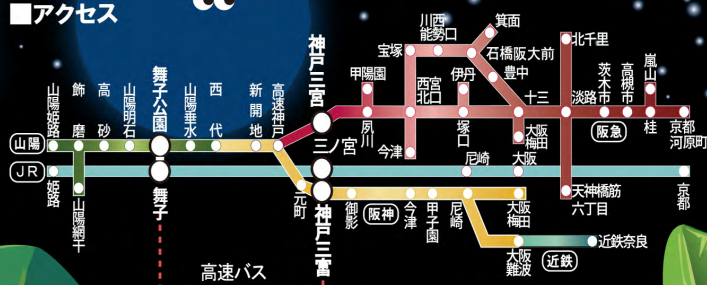 ■アクセス
川西
能勢口
箕面
北千里
宝塚
石橋阪大前
嵐山
神戸三宮
甲陽園
西宮
北口
伊丹
豊中
茨木市
高槻市
山陽姫路
飾磨
高砂
山陽明石
舞子公園
山陽垂水
西代
新開地
高速神戸
十三
淡路
山陽
三ノ宮
夙川
塚口
大阪
梅田
阪急
桂
京都
河原町
今津
尼崎
大阪
JR
姫路
山陽網干
舞子
元町
神戸三宮
御影
阪神
今津
甲子園
尼崎
大阪
梅田
天神橋筋
六丁目
京都
大阪
難波
近鉄
近鉄奈良
高速バス